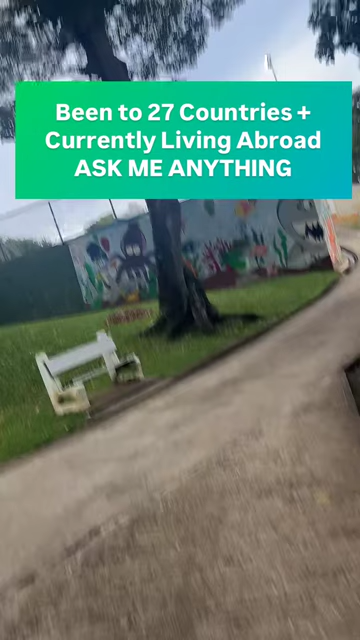 Been to 27 Countries +
Currently Living Abroad
ASK ME ANYTHING